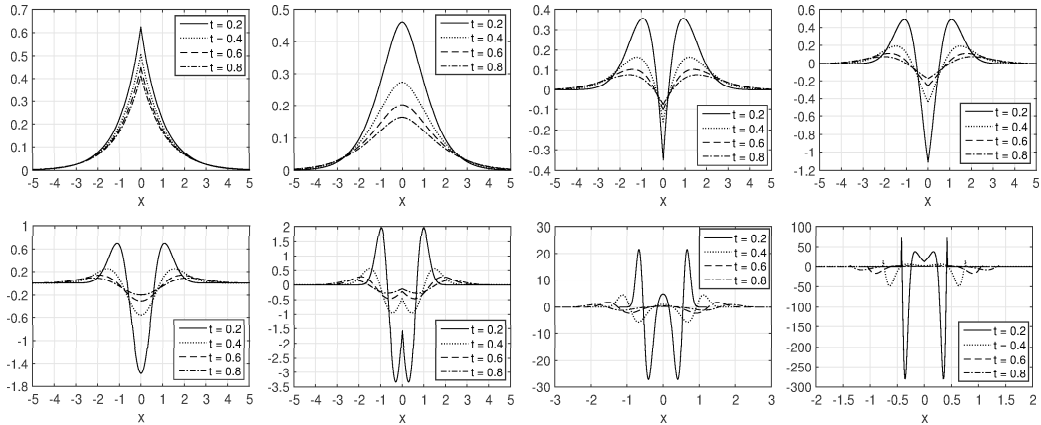 0.7
0.6
0.5
0.4
0.3
0.2
0.1
0
-5 -4 -3 -2 -1 0 1 2 3 4 5
x
t = 0.2
t - 0.4
t = 0.6
t = 0.8
0.5
0.4
0.3
0.2
0.1
0
-5 -4 -3 -2 -1 0 1 2 3 4 5
x
t = 0.2
t = 0.4
t = 0.6
t = 0.8
0.4
0.3
0.2
0.1
0
-0.1
-0.2
-0.3
-0.4
-5 -4 -3 -2 -1 0 1 2 3 4 5
x
t = 0.2
t = 0.4
t = 0.6
t = 0.8
0.6
0.4
0.2
0
-0.2
-0.4
-0.6
-0.8
-1
-1.2
-5 -4 -3 -2 -1 0 1 2 3 4 5
x
t = 0.2
t = 0.4
t = 0.6
t = 0.8
1
0.6
0.2
-0.2
-0.6
-1
-1.4
-1.8
-5 -4 -3 -2 -1 0 1 2 3 4 5
x
t = 0.2
t = 0.4
t = 0.6
t = 0.8
2
1.5
1
0.5
0
-0.5
-1
-1.5
-2
-2.5
-3
-3.5
-5 -4 -3 -2 -1 0 1 2 3 4 5
x
t = 0.2
t = 0.4
t = 0.6
t = 0.8
30
20
10
0
-10
-20
-30
-3 -2 -1 0 1 2 3
x
t = 0.2
t = 0.4
t = 0.6
t = 0.8
100
50
0
-50
-100
-150
-200
-250
-300
-2 -1.5 -1 -0.5 0 0.5 1 1.5 2
x
t = 0.2
t - 0.4
t = 0.6
t = 0.8